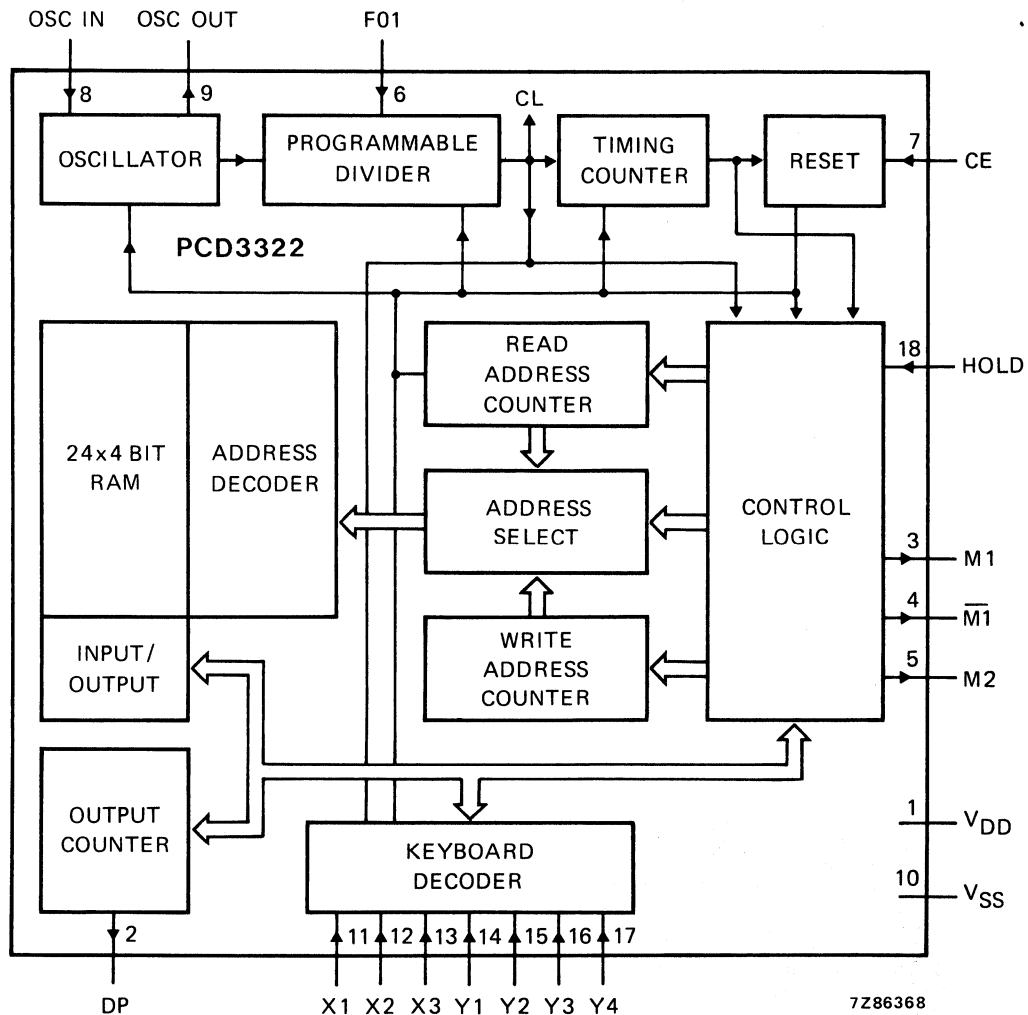 OSC IN OSC OUT F01
8 9 6 CL 7
OSCILLATOR
PROGRAMMABLE
DIVIDER
TIMING
COUNTER
RESET
CE
PCD3322
24x4 BIT
RAM
ADDRESS
DECODER
READ
ADDRESS
COUNTER
18
HOLD
ADDRESS
SELECT
CONTROL
LOGIC
3
M1
4
M̅1̅
5
M2
INPUT/
OUTPUT
WRITE
ADDRESS
COUNTER
OUTPUT
COUNTER
KEYBOARD
DECODER
1
VDD
10
VSS
2 11 12 13 14 15 16 17
DP X1 X2 X3 Y1 Y2 Y3 Y4
7Z86368